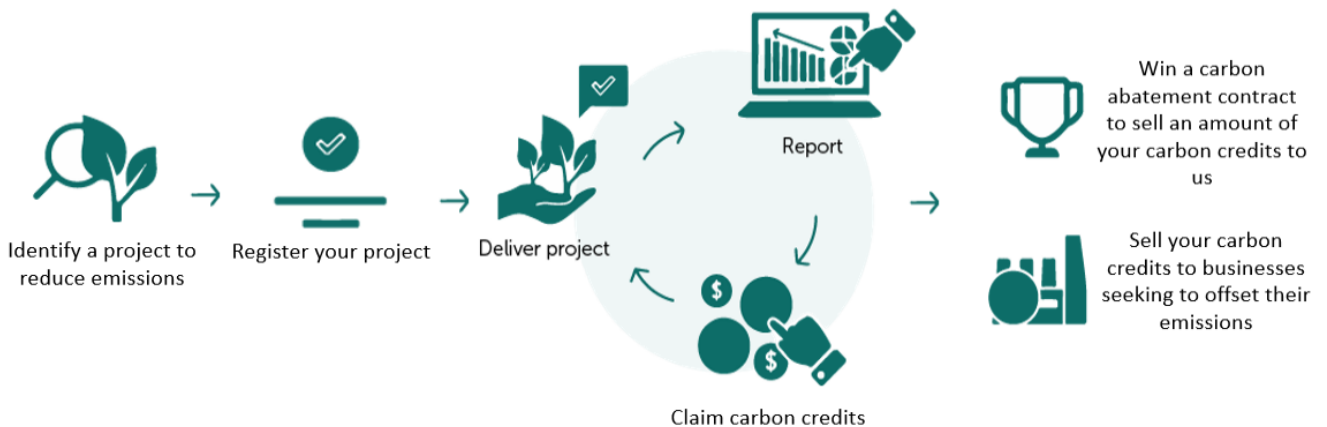 Identify a project to
reduce emissions
Register your project
Deliver project
Report
$
$
Claim carbon credits
Win a carbon
abatement contract
to sell an amount of
your carbon credits to
us
Sell your carbon
credits to businesses
seeking to offset their
emissions